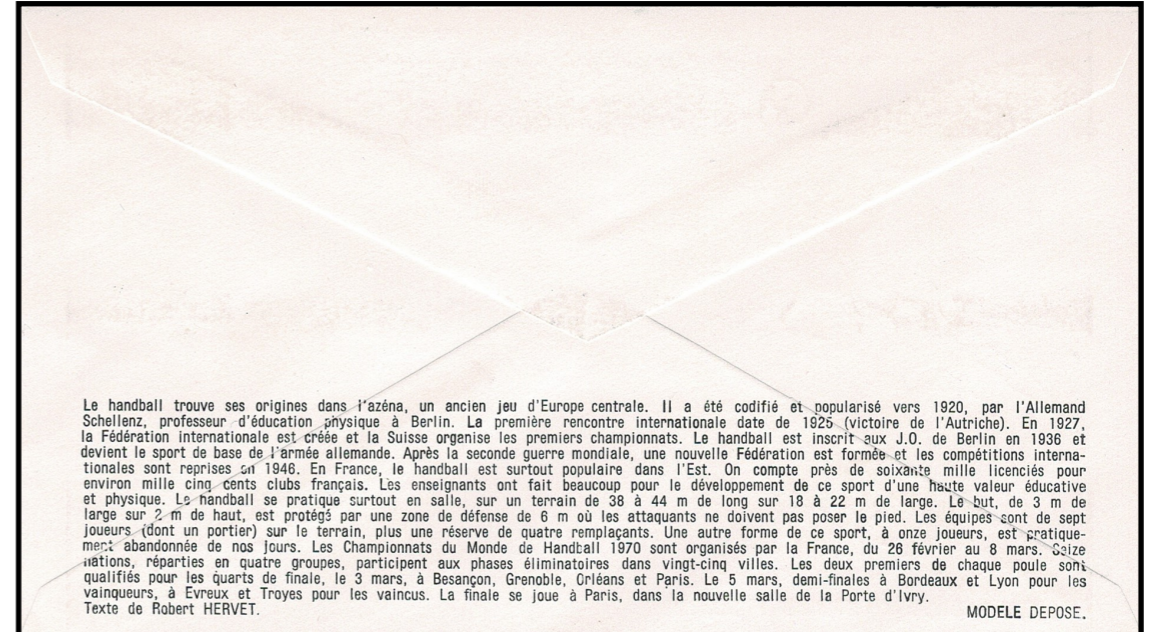 Le handball trouve ses origines dans l'azéna, un ancien jeu d'Europe centrale. Il a été codifié et popularisé vers 1920, par l'Allemand
Schellenz, professeur d'éducation physique à Berlin. La première rencontre internationale date de 1925 (victoire de l'Autriche). En 1927,
la Fédération internationale est créée et la Suisse organise les premiers championnats. Le handball est inscrit aux J.O. de Berlin en 1936 et
devient le sport de base de l'armée allemande. Après la seconde guerre mondiale, une nouvelle Fédération est formée et les compétitions interna-
tionales sont reprises en 1946. En France, le handball est surtout populaire dans l'Est. On compte près de soixante mille licenciés pour
environ mille cinq cents clubs français. Les enseignants ont fait beaucoup pour le développement de ce sport d'une haute valeur éducative
et physique. Le handball se pratique surtout en salle, sur un terrain de 38 à 44 m de long sur 18 à 22 m de large. Le but, de 3 m de
large sur 2 m de haut, est protégé par une zone de défense de 6 m où les attaquants ne doivent pas poser le pied. Les équipes sont de sept
joueurs (dont un portier) sur le terrain, plus une réserve de quatre remplaçants. Une autre forme de ce sport, à onze joueurs, est pratique-
ment abandonnée de nos jours. Les Championnats du Monde de Handball 1970 sont organisés par la France, du 26 février au 8 mars. Seize
nations, réparties en quatre groupes, participent aux phases éliminatoires dans vingt-cinq villes. Les deux premiers de chaque poule sont
qualifiés pour les quarts de finale, le 3 mars, à Besançon, Grenoble, Orléans et Paris. Le 5 mars, demi-finales à Bordeaux et Lyon pour les
vainqueurs, à Evreux et Troyes pour les vaincus. La finale se joue à Paris, dans la nouvelle salle de la Porte d'Ivry.
Texte de Robert HERVET. MODELE DEPOSE.